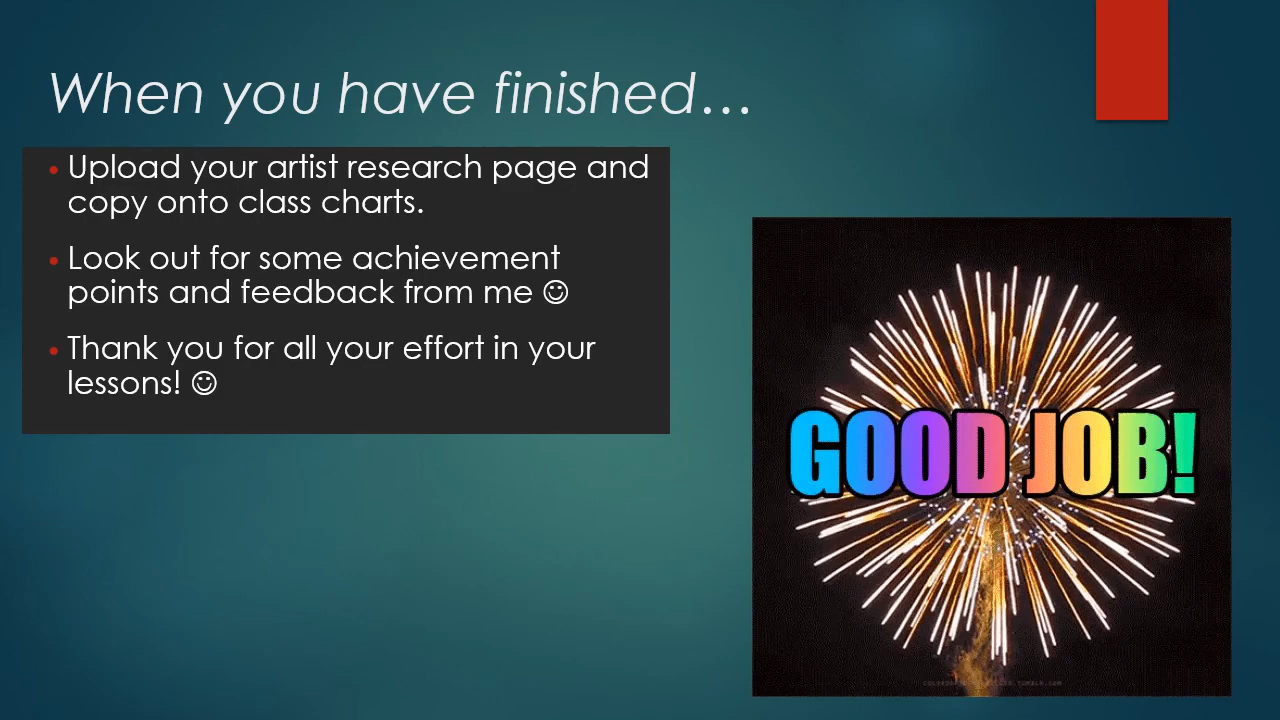 When you have finished…
• Upload your artist research page and
copy onto class charts.
• Look out for some achievement
points and feedback from me ☺
• Thank you for all your effort in your
lessons! ☺
GOOD JOB!